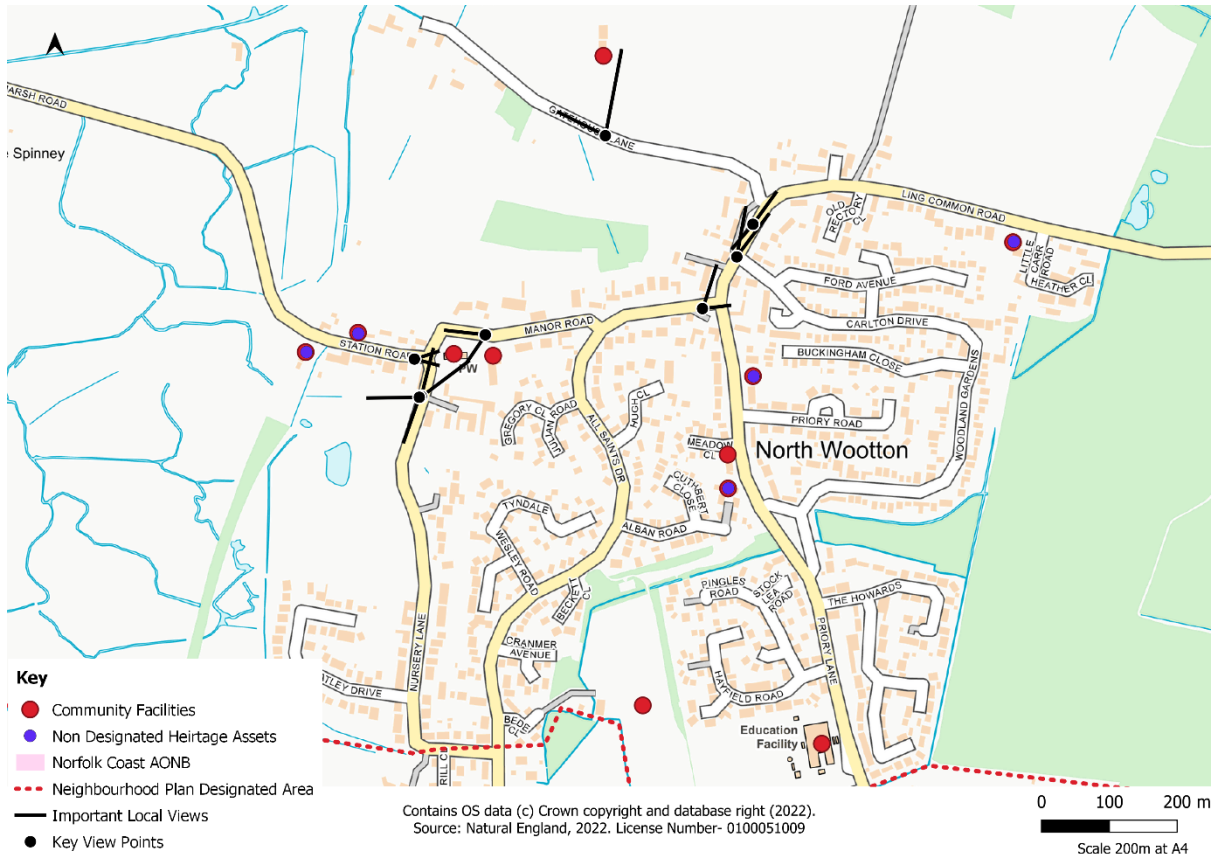 MARSH ROAD
e Spinney
GATEHOUSE LANE
OLD
RECTORY
CL
LING COMMON ROAD
LITTLE
CARR
ROAD
HEATHER CL
FORD AVENUE
CARLTON DRIVE
BUCKINGHAM CLOSE
WOODLAND GARDENS
MANOR ROAD
STATION ROAD
PW
PRIORY ROAD
North Wootton
GREGORY CL
JULIAN ROAD
ALL SAINTS DR
HUGH CL
MEADOW
CL
CUTHBERT
CLOSE
ALBAN ROAD
TYNDALE
WESLEY ROAD
BECKETT
CL
CRANMER
AVENUE
BEDE
CL
PINGLES
ROAD
STOCK
LEA
ROAD
THE HOWARDS
PRIORY LANE
HAYFIELD ROAD
NURSERY LANE
ATLEY DRIVE
RILL C
Education
Facility
Key
Community Facilities
Non Designated Heirtage Assets
Norfolk Coast AONB
Neighbourhood Plan Designated Area
Important Local Views
Key View Points
Contains OS data (c) Crown copyright and database right (2022).
Source: Natural England, 2022. License Number- 0100051009
0 100 200 m
Scale 200m at A4